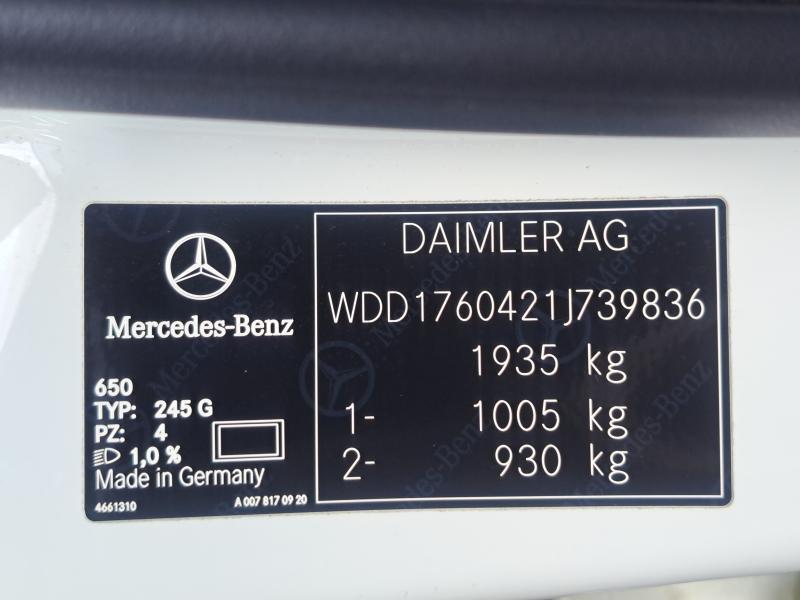 Mercedes-Benz
650
TYP: 245 G
PZ: 4
1,0 %
Made in Germany
4661310
A 007 817 09 20
DAIMLER AG
WDD1760421J739836
1935 kg
1- 1005 kg
2- 930 kg